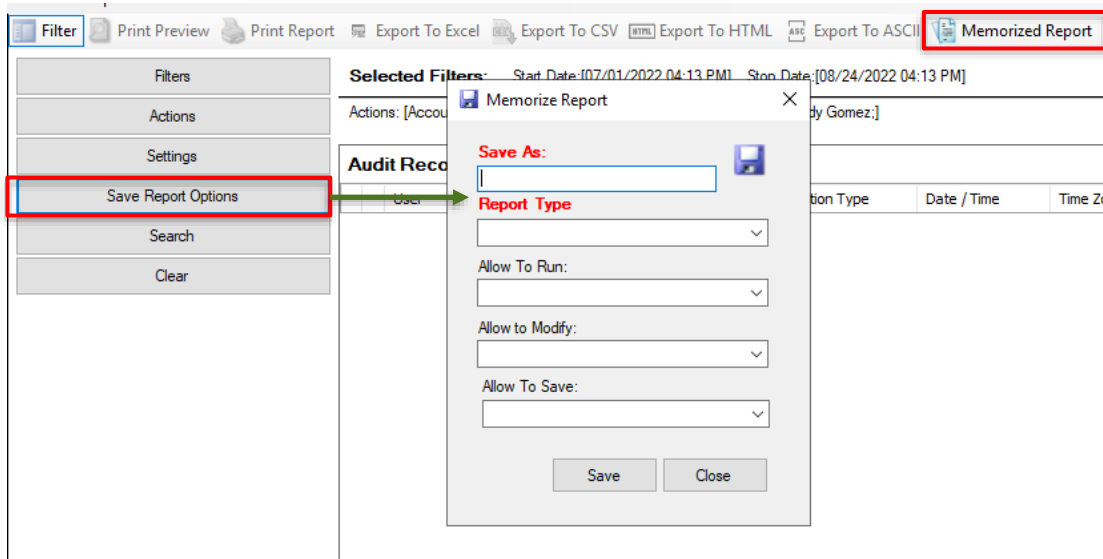 Filter Print Preview Print Report Export To Excel Export To CSV HTML Export To HTML ASC Export To ASCII Memorized Report
Filters
Actions
Settings
Save Report Options
Search
Clear
Selected Filters: Start Date:[07/01/2022 04:13 PM] Stop Date:[08/24/2022 04:13 PM]
Actions: [Accou dy Gomez;]
Audit Reco
User tion Type Date / Time Time Zo
Memorize Report
Save As:
Report Type
Allow To Run:
Allow to Modify:
Allow To Save:
Save Close